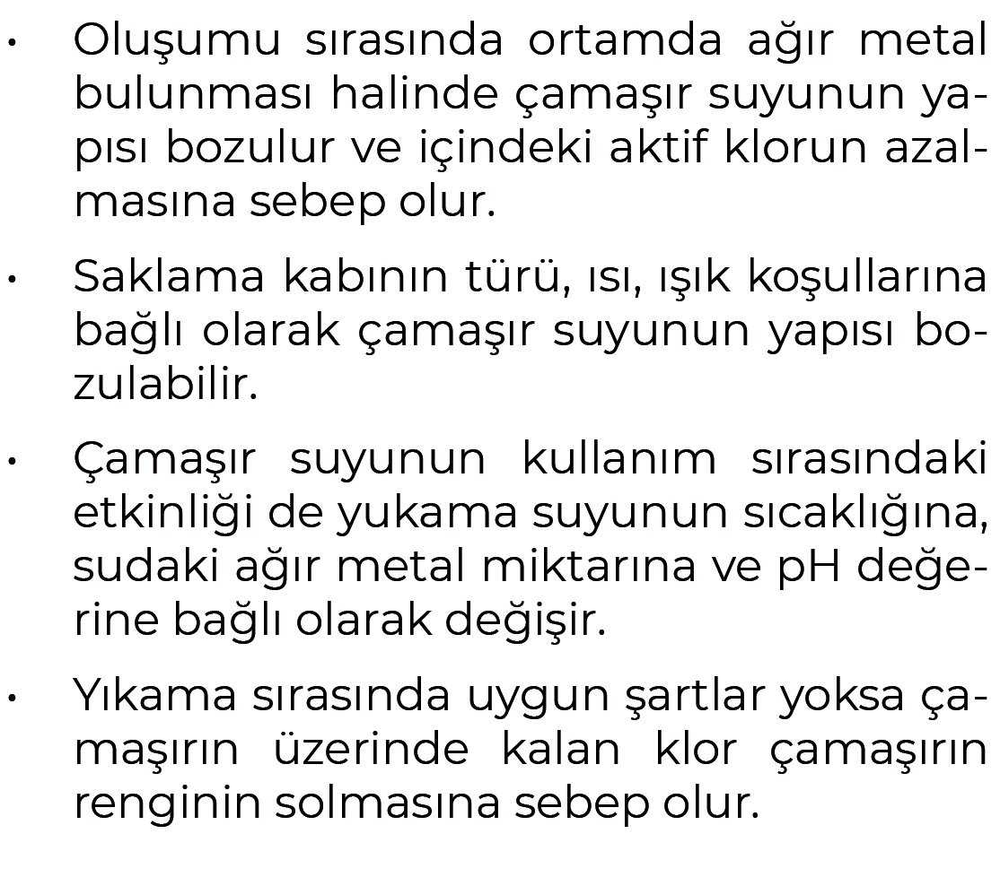 • Oluşumu sırasında ortamda ağır metal
bulunması halinde çamaşır suyunun ya-
pısı bozulur ve içindeki aktif klorun azal-
masına sebep olur.
• Saklama kabının türü, ısı, ışık koşullarına
bağlı olarak çamaşır suyunun yapısı bo-
zulabilir.
• Çamaşır suyunun kullanım sırasındaki
etkinliği de yukama suyunun sıcaklığına,
sudaki ağır metal miktarına ve pH değe-
rine bağlı olarak değişir.
• Yıkama sırasında uygun şartlar yoksa ça-
maşırın üzerinde kalan klor çamaşırın
renginin solmasına sebep olur.